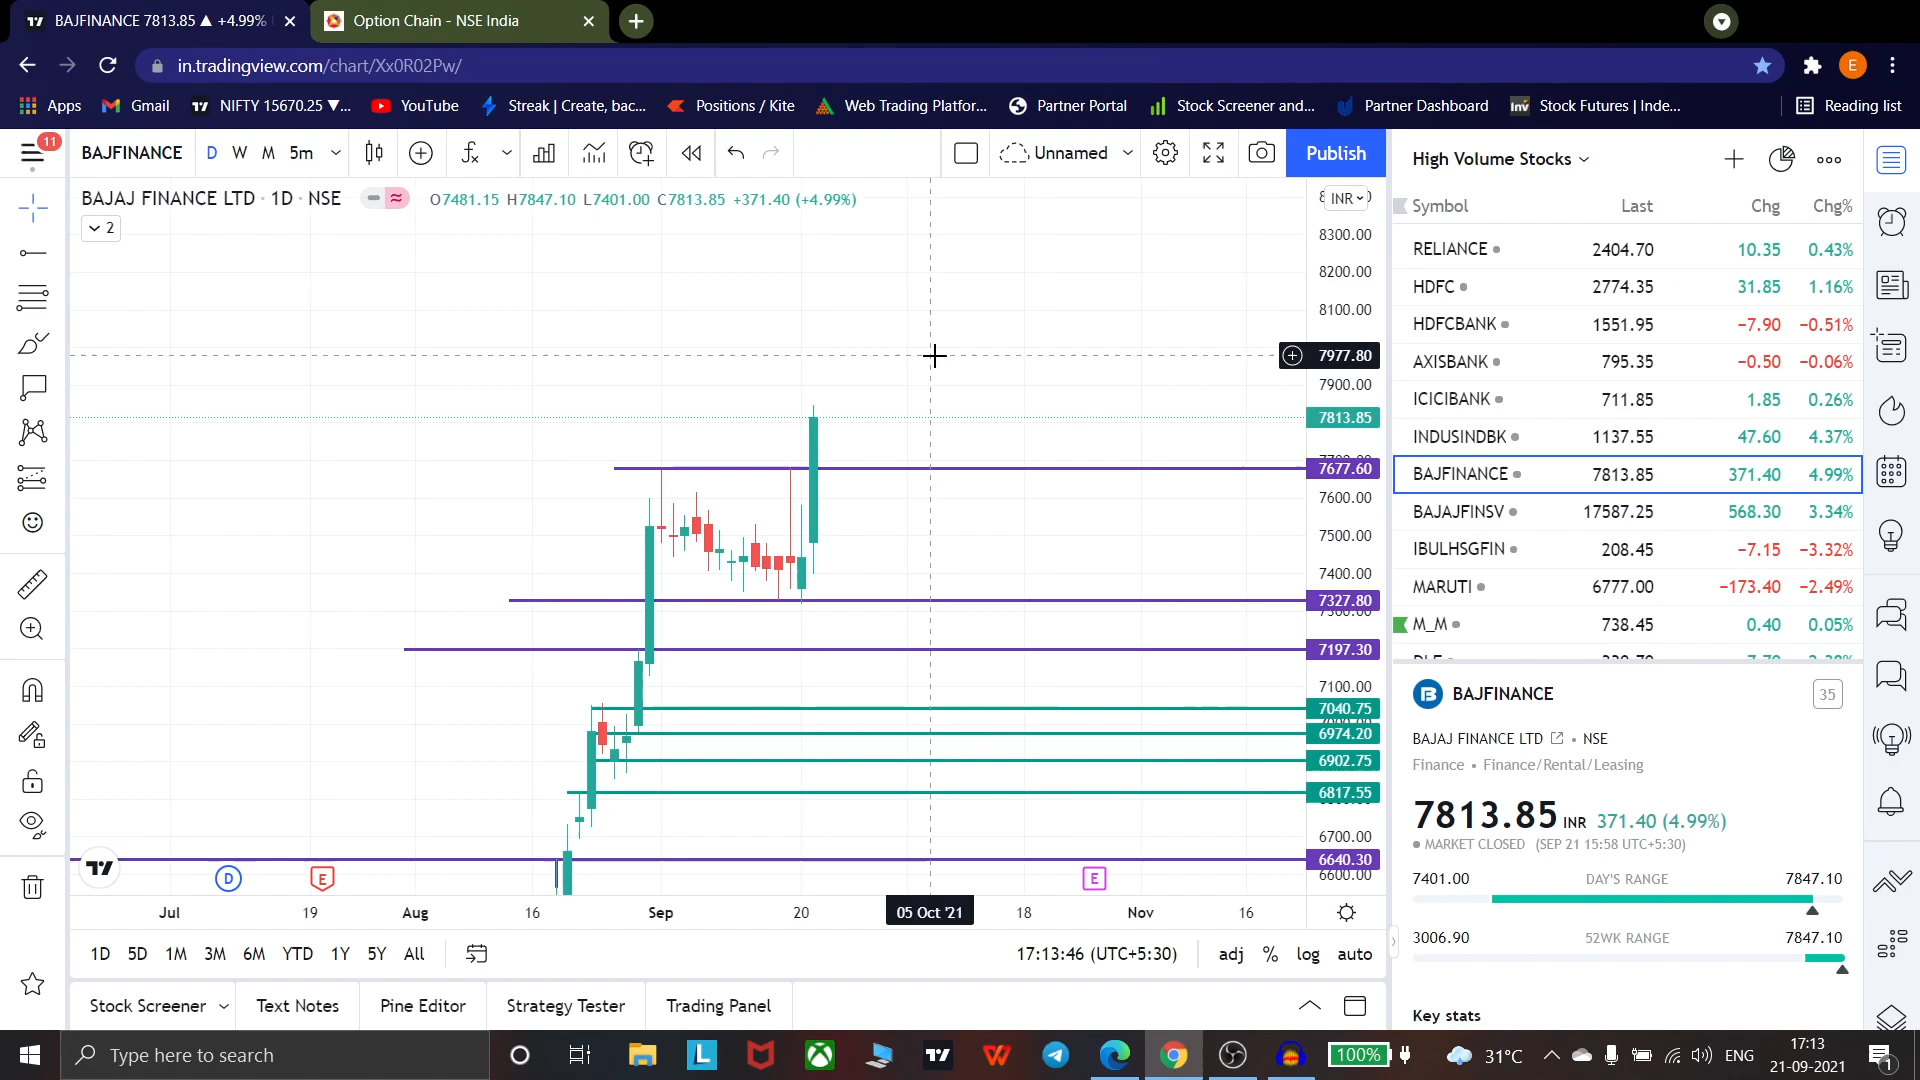 BAJFINANCE 7813.85 ▲ +4.99%
Option Chain - NSE India
in.tradingview.com/chart/Xx0R02Pw/
E
Apps
Gmail
NIFTY 15670.25 ▼...
YouTube
Streak | Create, bac...
Positions / Kite
Web Trading Platfor...
Partner Portal
Stock Screener and...
Partner Dashboard
Inv
Stock Futures | Inde...
Reading list
11
BAJFINANCE
D
W
M
5m
Unnamed
Publish
BAJAJ FINANCE LTD · 1D · NSE
O7481.15 H7847.10 L7401.00 C7813.85 +371.40 (+4.99%)
2
INR
8300.00
8200.00
8100.00
7977.80
7900.00
7813.85
7677.60
7600.00
7500.00
7400.00
7327.80
7197.30
7100.00
7040.75
6974.20
6902.75
6817.55
6700.00
6640.30
6600.00
D
E
E
Jul
19
Aug
16
Sep
20
05 Oct '21
18
Nov
16
1D
5D
1M
3M
6M
YTD
1Y
5Y
All
17:13:46 (UTC+5:30)
adj
%
log
auto
Stock Screener
Text Notes
Pine Editor
Strategy Tester
Trading Panel
High Volume Stocks
Symbol Last Chg Chg%
RELIANCE 2404.70 10.35 0.43%
HDFC 2774.35 31.85 1.16%
HDFCBANK 1551.95 −7.90 −0.51%
AXISBANK 795.35 −0.50 −0.06%
ICICIBANK 711.85 1.85 0.26%
INDUSINDBK 1137.55 47.60 4.37%
BAJFINANCE 7813.85 371.40 4.99%
BAJAJFINSV 17587.25 568.30 3.34%
IBULHSGFIN 208.45 −7.15 −3.32%
MARUTI 6777.00 −173.40 −2.49%
M_M 738.45 0.40 0.05%
BAJFINANCE
35
BAJAJ FINANCE LTD • NSE
Finance • Finance/Rental/Leasing
7813.85 INR 371.40 (4.99%)
MARKET CLOSED (SEP 21 15:58 UTC+5:30)
7401.00 DAY'S RANGE 7847.10
3006.90 52WK RANGE 7847.10
Key stats
Type here to search
L
100%
31°C
ENG
17:13
21-09-2021
1